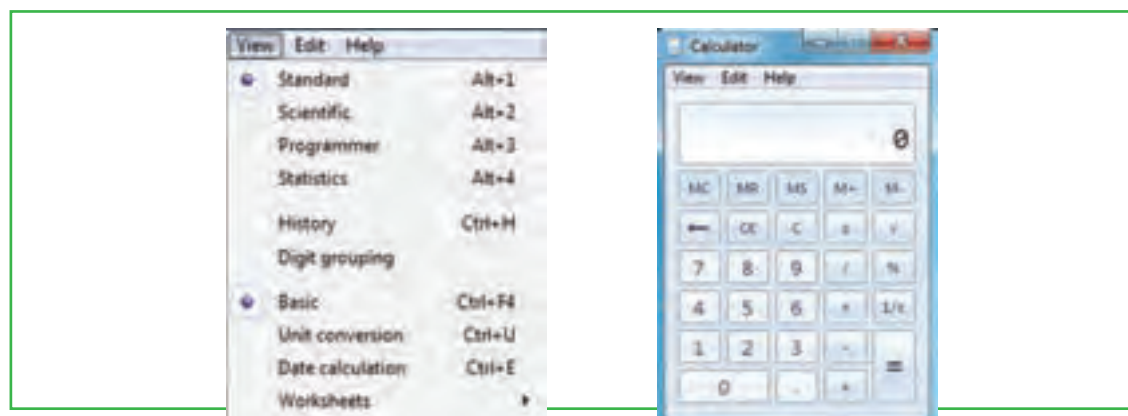 View Edit Help
Standard Alt+1
Scientific Alt+2
Programmer Alt+3
Statistics Alt+4
History Ctrl+H
Digit grouping
Basic Ctrl+F4
Unit conversion Ctrl+U
Date calculation Ctrl+E
Worksheets
Calculator
View Edit Help
0
MC MR MS M+ M-
← CE C ± √
7 8 9 / %
4 5 6 * 1/x
1 2 3 - =
0 . +